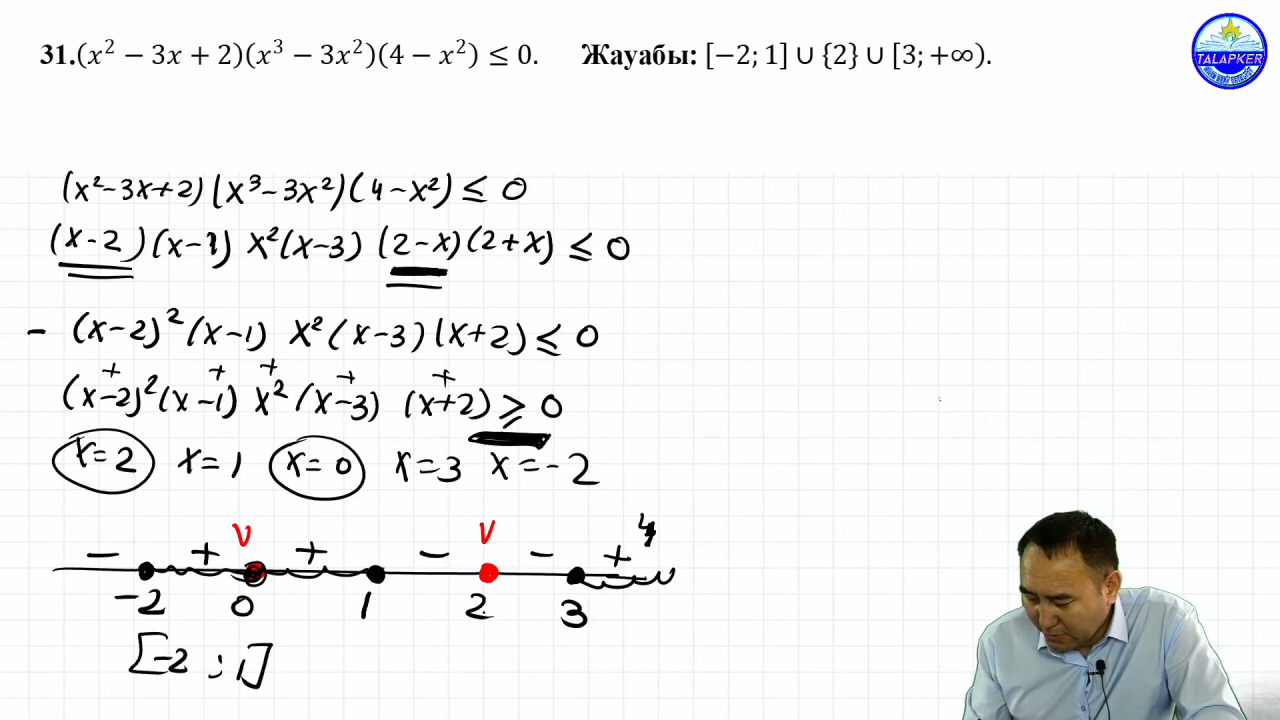 31.(x² − 3x + 2)(x³ − 3x²)(4 − x²) ≤ 0. Жауабы: [−2; 1] ∪ {2} ∪ [3; +∞).
TALAPKER
(x²−3x+2)(x³−3x²)(4−x²) ≤ 0
(x−2)(x−1) x²(x−3) (2−x)(2+x) ≤ 0
− (x−2)²(x−1) x²(x−3)(x+2) ≤ 0
+ + + + +
(x−2)²(x−1) x²(x−3) (x+2) ≥ 0
x=2 x=1 x=0 x=3 x=−2
V V 4
− + + − − +
−2 0 1 2 3
[−2 ; 1]